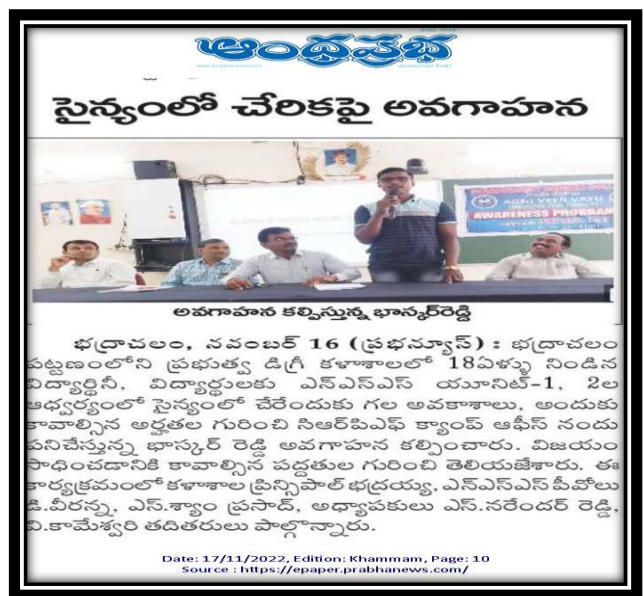 ఆంధ్రప్రభ
సైన్యంలో చేరికపై అవగాహన
AGNI VEER VAYU
AWARENESS PROGRAM
అవగాహన కల్పిస్తున్న భాస్కర్‌రెడ్డి
భద్రాచలం, నవంబర్ 16 (ప్రభన్యూస్) : భద్రాచలం
పట్టణంలోని ప్రభుత్వ డిగ్రీ కళాశాలలో 18ఏళ్ళు నిండిన
విద్యార్థినీ, విద్యార్థులకు ఎన్ఎస్ఎస్ యూనిట్-1, 2ల
ఆధ్వర్యంలో సైన్యంలో చేరేందుకు గల అవకాశాలు, అందుకు
కావాల్సిన అర్హతల గురించి సిఆర్‌పిఎఫ్ క్యాంప్ ఆఫీస్ నందు
పనిచేస్తున్న భాస్కర్ రెడ్డి అవగాహన కల్పించారు. విజయం
సాధించడానికి కావాల్సిన పద్దతుల గురించి తెలియజేశారు. ఈ
కార్యక్రమంలో కళాశాల ప్రిన్సిపాల్ భద్రయ్య, ఎన్ఎస్ఎస్‌పీవోలు
డి.వీరన్న, ఎస్.శ్యాం ప్రసాద్, అధ్యాపకులు ఎస్.నరేందర్ రెడ్డి,
వి.కామేశ్వరి తదితరులు పాల్గొన్నారు.
Date: 17/11/2022, Edition: Khammam, Page: 10
Source : https://epaper.prabhanews.com/